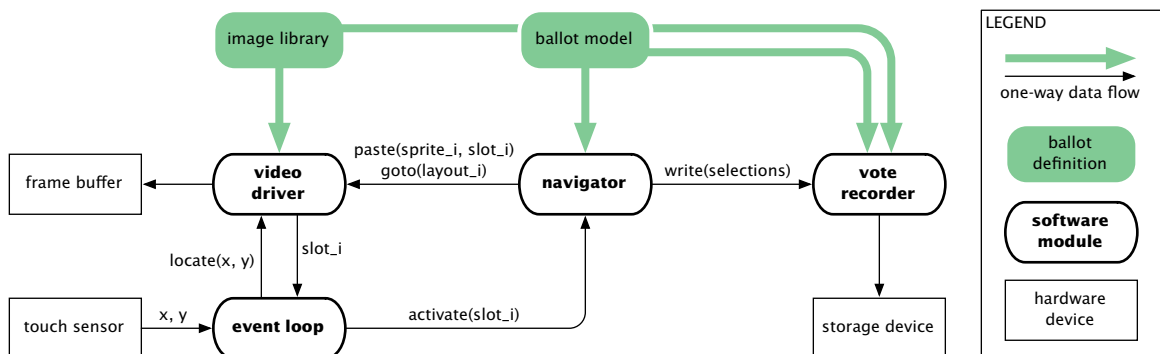 image library
ballot model
LEGEND
one-way data flow
ballot
definition
software
module
hardware
device
frame buffer
video
driver
paste(sprite_i, slot_i)
goto(layout_i)
navigator
write(selections)
vote
recorder
locate(x, y)
slot_i
touch sensor
x, y
event loop
activate(slot_i)
storage device